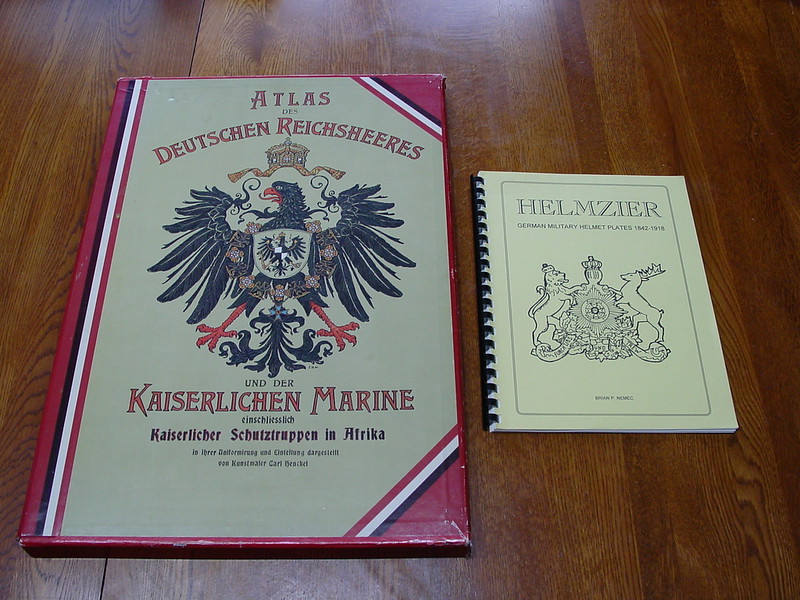 ATLAS
DES
DEUTSCHEN REICHSHEERES
UND DER
KAISERLICHEN MARINE
einschliesslich
Kaiserlicher Schutztruppen in Afrika
in ihrer Uniformierung und Einteilung dargestellt
von Kunstmaler Carl Henckel
HELMZIER
GERMAN MILITARY HELMET PLATES 1842-1918
BRIAN P. NEMEC